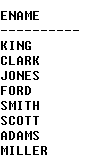 ENAME
----------
KING
CLARK
JONES
FORD
SMITH
SCOTT
ADAMS
MILLER